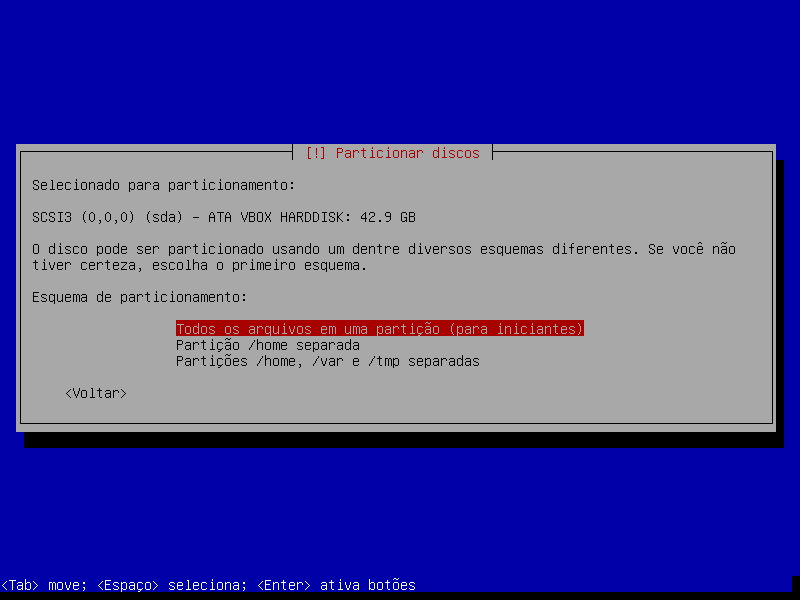 [!] Particionar discos
Selecionado para particionamento:
SCSI3 (0,0,0) (sda) - ATA VBOX HARDDISK: 42.9 GB
O disco pode ser particionado usando um dentre diversos esquemas diferentes. Se você não
tiver certeza, escolha o primeiro esquema.
Esquema de particionamento:
Todos os arquivos em uma partição (para iniciantes)
Partição /home separada
Partições /home, /var e /tmp separadas
<Voltar>
<Tab> move; <Espaço> seleciona; <Enter> ativa botões